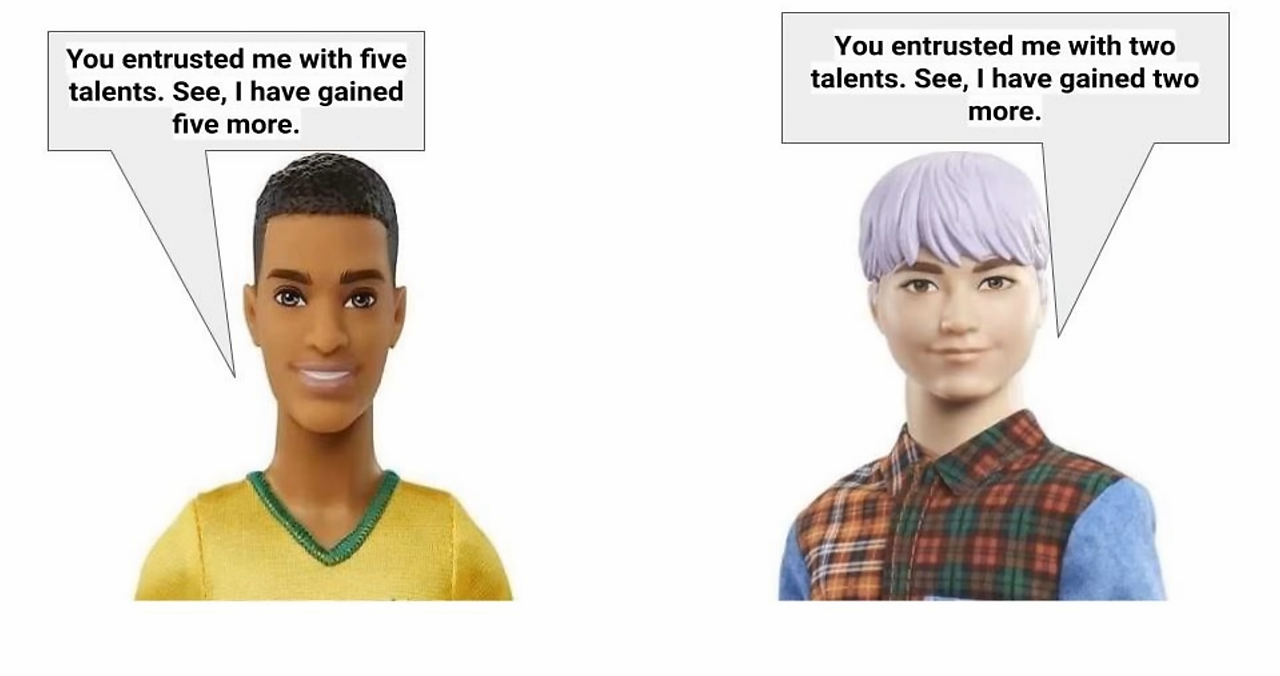 You entrusted me with five
talents. See, I have gained
five more.
You entrusted me with two
talents. See, I have gained two
more.